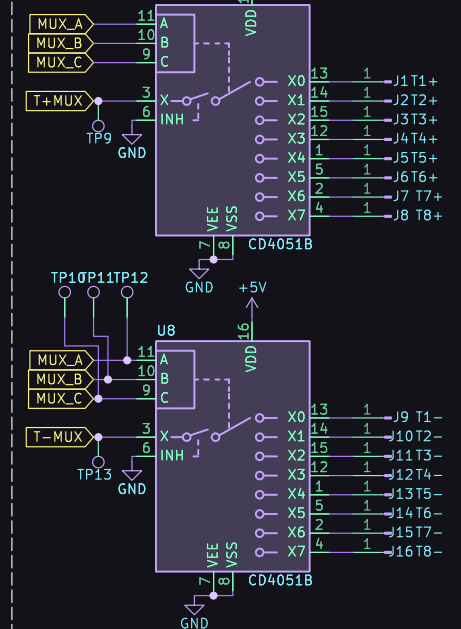 VDD
MUX_A 11 A
MUX_B 10 B
MUX_C 9 C
X0 13 1 J1 T1+
T+MUX 3 X X1 14 1 J2 T2+
6 INH X2 15 1 J3 T3+
TP9 X3 12 1 J4 T4+
GND X4 1 1 J5 T5+
X5 5 1 J6 T6+
X6 2 1 J7 T7+
X7 4 1 J8 T8+
VEE VSS
7 8 CD4051B
GND
TP10 TP11 TP12
+5V
U8 16
VDD
MUX_A 11 A
MUX_B 10 B
MUX_C 9 C
X0 13 1 J9 T1-
T-MUX 3 X X1 14 1 J10 T2-
6 INH X2 15 1 J11 T3-
TP13 X3 12 1 J12 T4-
GND X4 1 1 J13 T5-
X5 5 1 J14 T6-
X6 2 1 J15 T7-
X7 4 1 J16 T8-
VEE VSS
7 8 CD4051B
GND